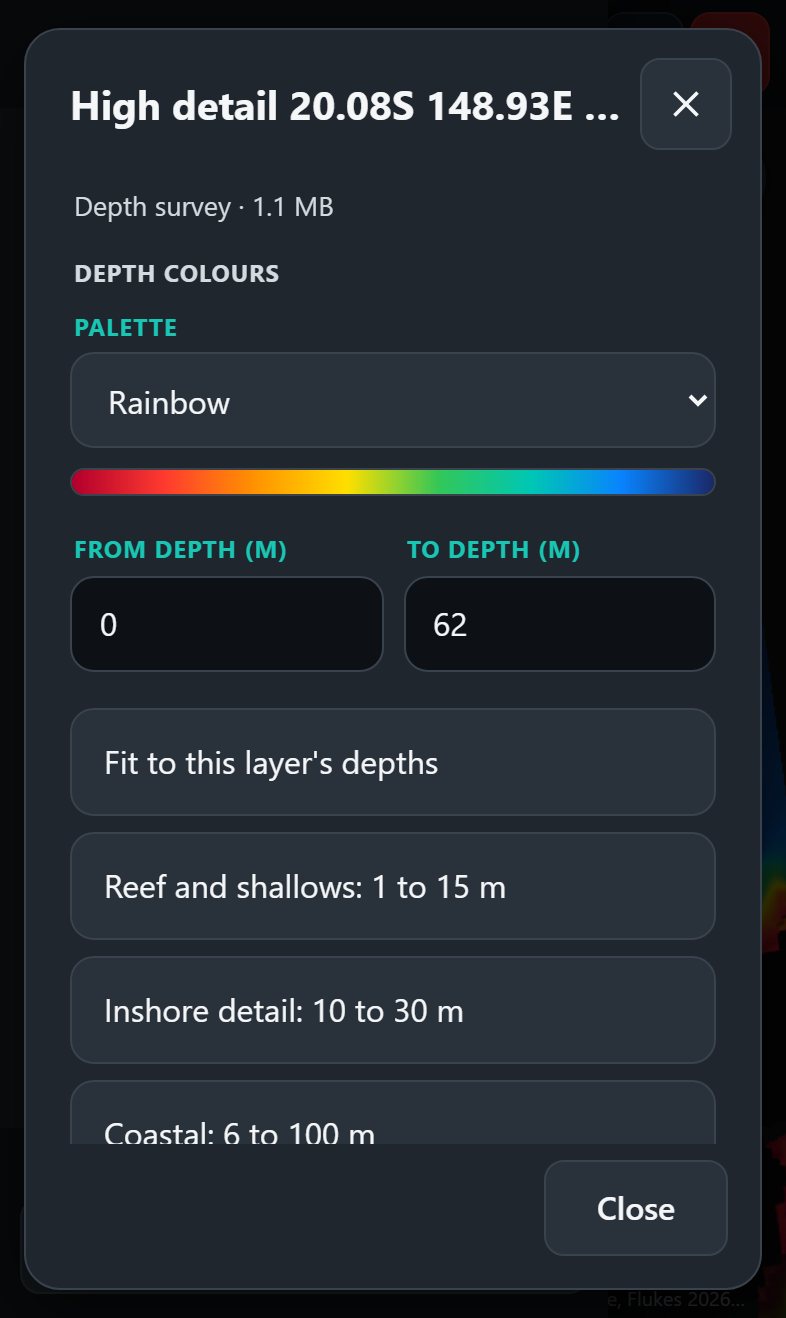 High detail 20.08S 148.93E ...
Depth survey · 1.1 MB
DEPTH COLOURS
PALETTE
Rainbow
FROM DEPTH (M) TO DEPTH (M)
0 62
Fit to this layer's depths
Reef and shallows: 1 to 15 m
Inshore detail: 10 to 30 m
Coastal: 6 to 100 m
Close
e, Flukes 2026...